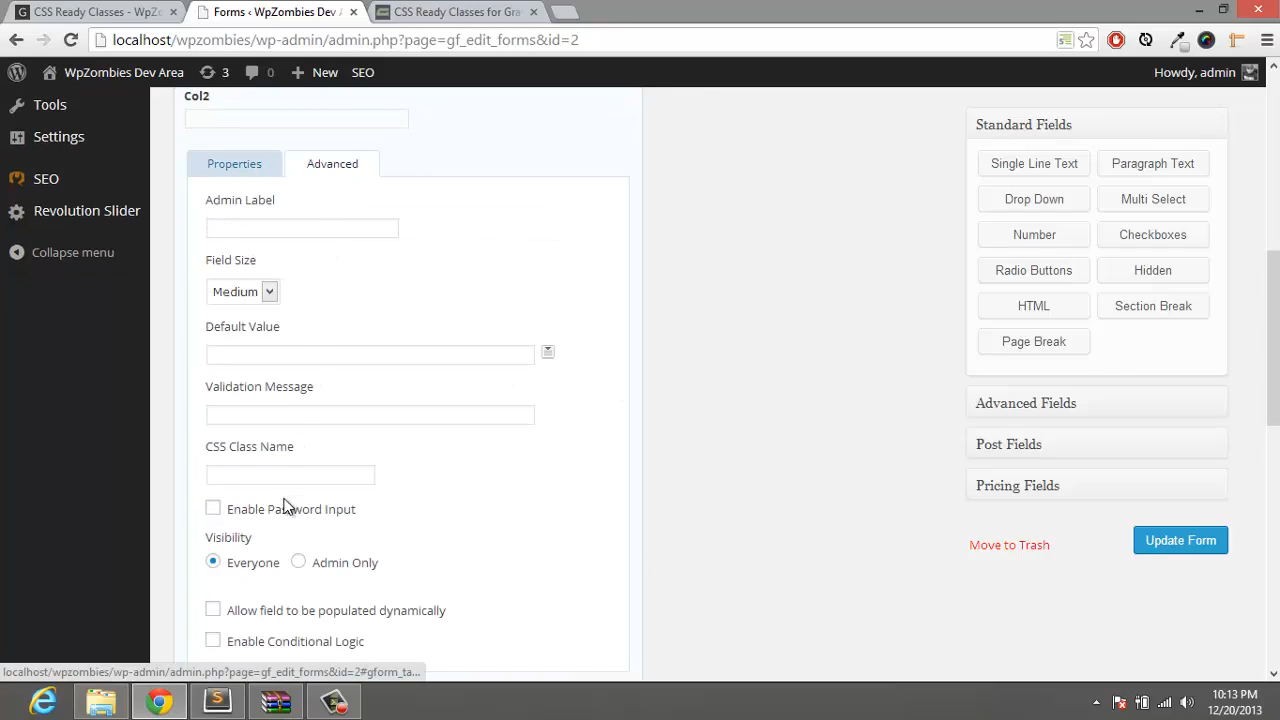 CSS Ready Classes - WpZo
Forms ‹ WpZombies Dev A
CSS Ready Classes for Gra
localhost/wpzombies/wp-admin/admin.php?page=gf_edit_forms&id=2
WpZombies Dev Area
3
0
New
SEO
Howdy, admin
Tools
Settings
SEO
Revolution Slider
Collapse menu
Col2
Properties
Advanced
Admin Label
Field Size
Medium
Default Value
Validation Message
CSS Class Name
Enable Password Input
Visibility
Everyone
Admin Only
Allow field to be populated dynamically
Enable Conditional Logic
Standard Fields
Single Line Text
Paragraph Text
Drop Down
Multi Select
Number
Checkboxes
Radio Buttons
Hidden
HTML
Section Break
Page Break
Advanced Fields
Post Fields
Pricing Fields
Move to Trash
Update Form
localhost/wpzombies/wp-admin/admin.php?page=gf_edit_forms&id=2#gform_ta...
10:13 PM
12/20/2013